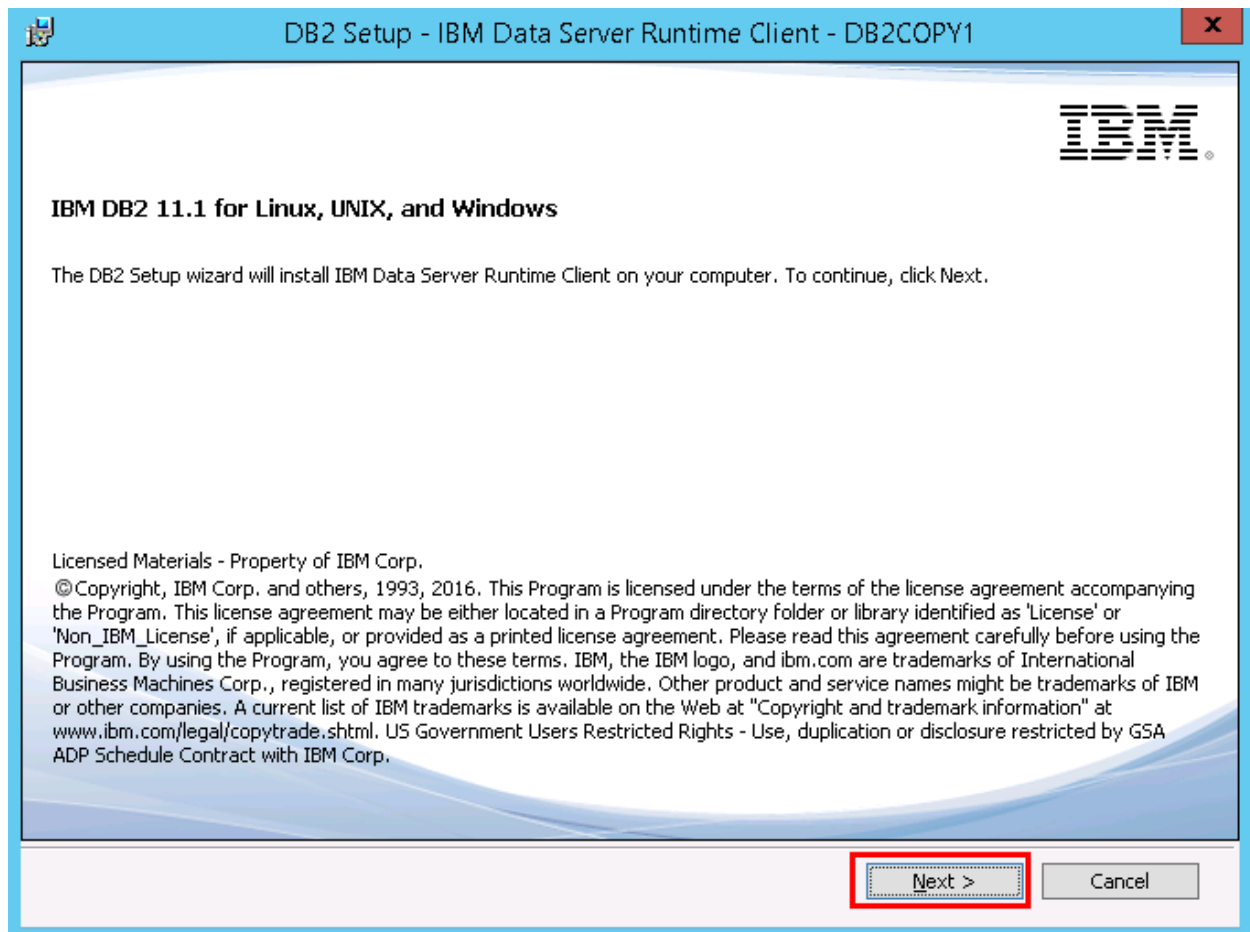 DB2 Setup - IBM Data Server Runtime Client - DB2COPY1
x
IBM
IBM DB2 11.1 for Linux, UNIX, and Windows
The DB2 Setup wizard will install IBM Data Server Runtime Client on your computer. To continue, click Next.
Licensed Materials - Property of IBM Corp.
©Copyright, IBM Corp. and others, 1993, 2016. This Program is licensed under the terms of the license agreement accompanying
the Program. This license agreement may be either located in a Program directory folder or library identified as 'License' or
'Non_IBM_License', if applicable, or provided as a printed license agreement. Please read this agreement carefully before using the
Program. By using the Program, you agree to these terms. IBM, the IBM logo, and ibm.com are trademarks of International
Business Machines Corp., registered in many jurisdictions worldwide. Other product and service names might be trademarks of IBM
or other companies. A current list of IBM trademarks is available on the Web at "Copyright and trademark information" at
www.ibm.com/legal/copytrade.shtml. US Government Users Restricted Rights - Use, duplication or disclosure restricted by GSA
ADP Schedule Contract with IBM Corp.
Next > Cancel